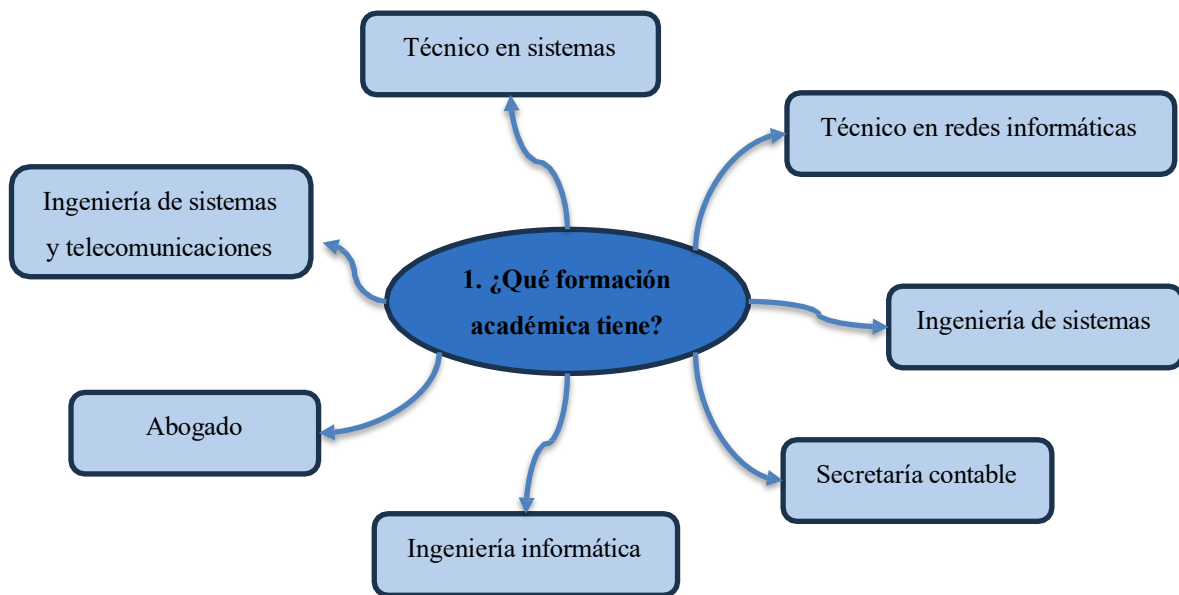 Técnico en sistemas
Técnico en redes informáticas
Ingeniería de sistemas
y telecomunicaciones
1. ¿Qué formación
académica tiene?
Ingeniería de sistemas
Abogado
Secretaría contable
Ingeniería informática